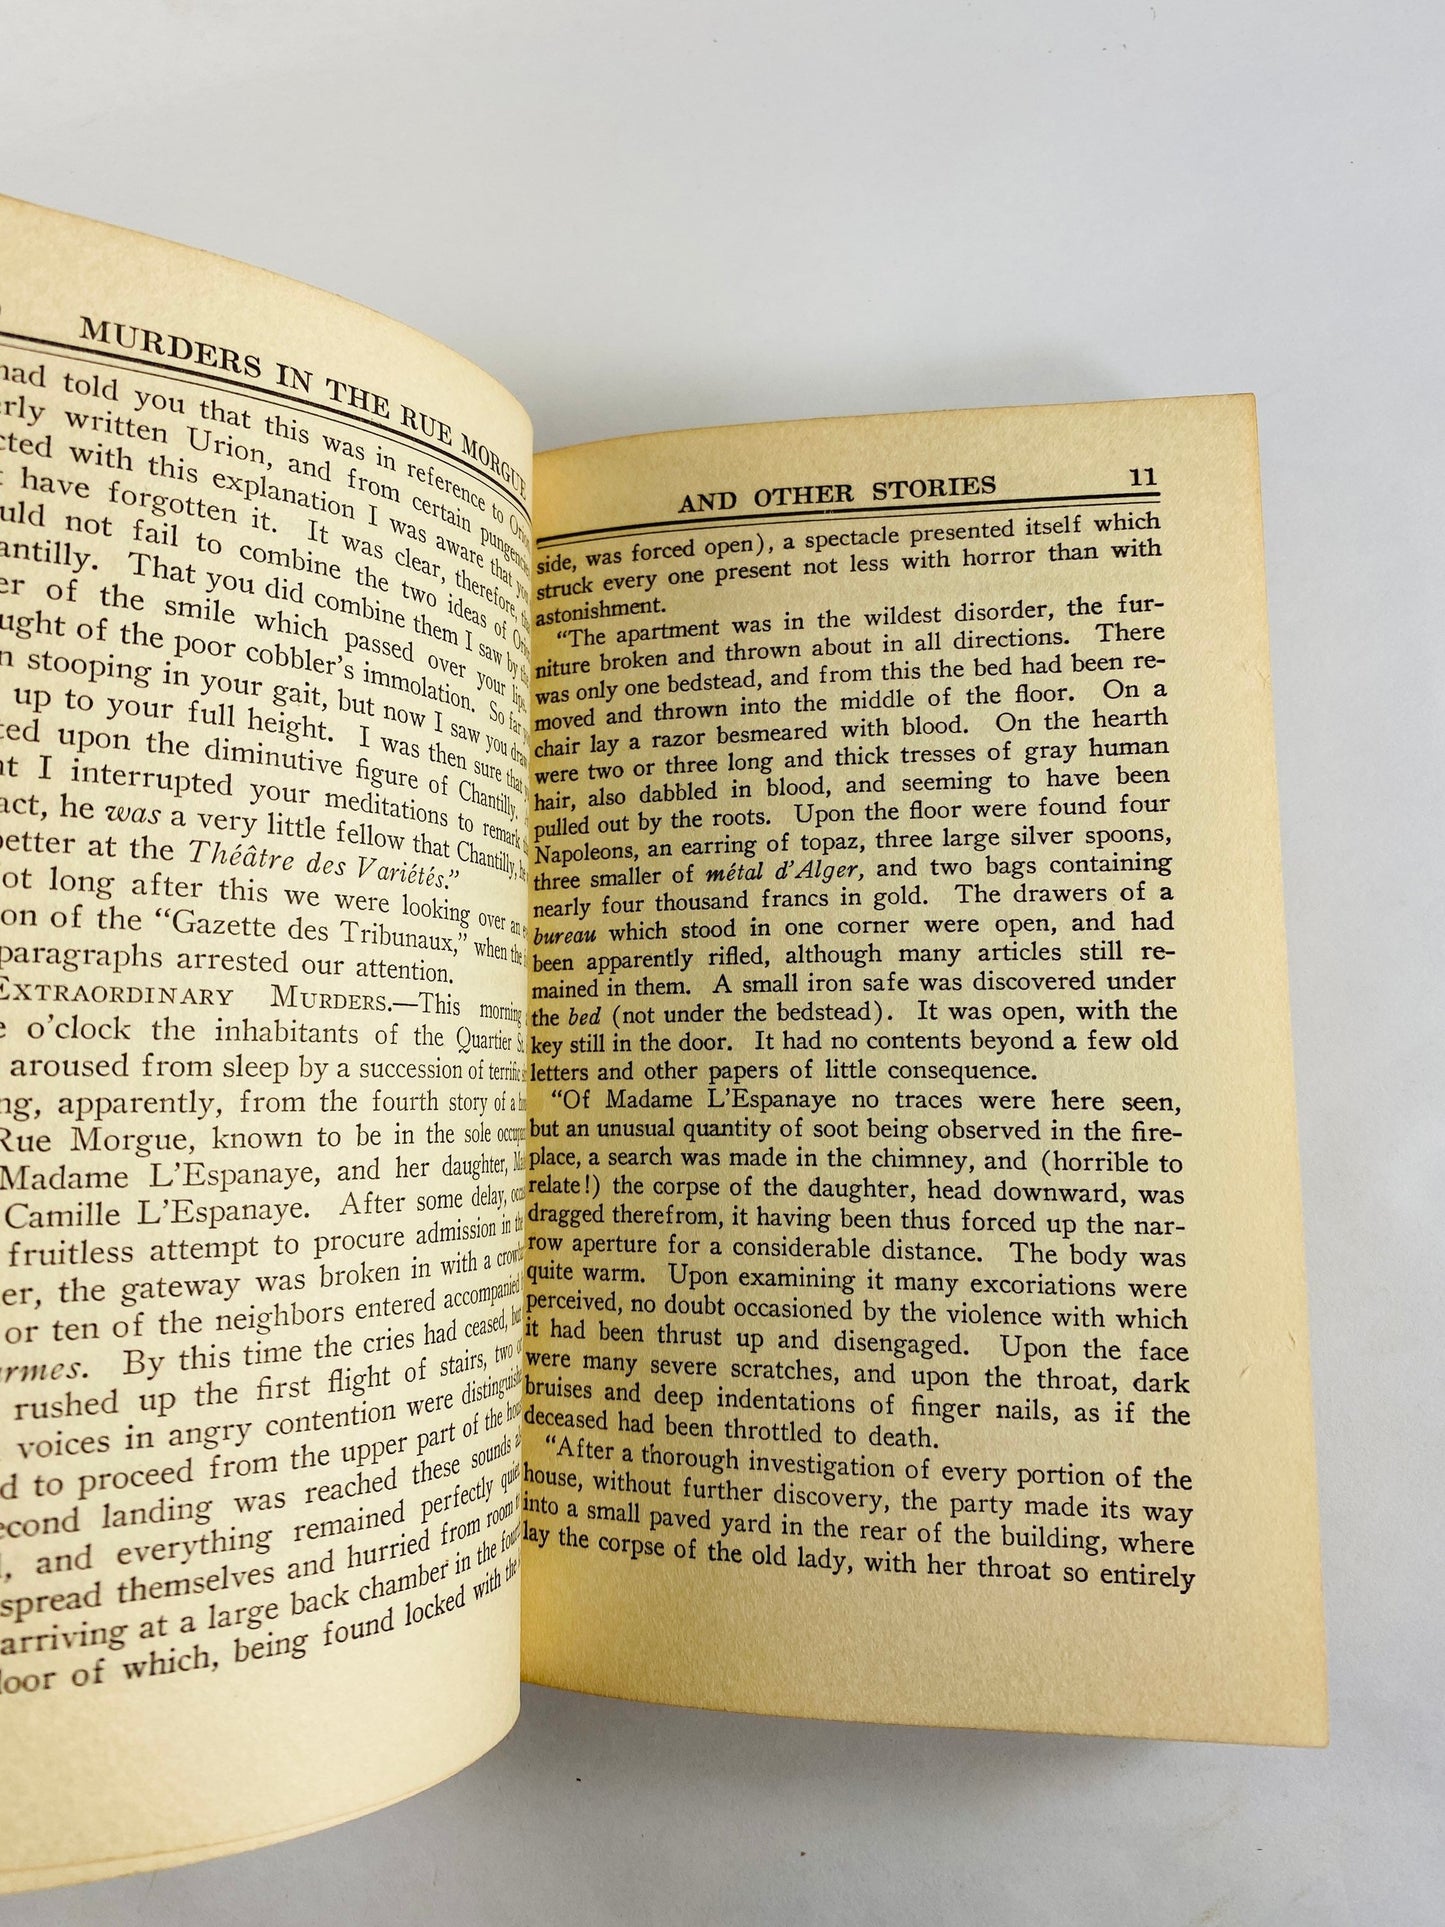 MURDERS IN THE RUE MORGUE
had told you that this was in reference to
written Urion, and from certain pungencies
with this explanation I was aware that you
have forgotten it. It was clear, therefore,
not fail to combine the two ideas of
That you did combine them I saw by the
of the smile which passed over your lips.
of the poor cobbler's immolation. So far
stooping in your gait, but now I saw you draw
up to your full height. I was then sure that
upon the diminutive figure of Chantilly.
I interrupted your meditations to remark
he was a very little fellow that Chantilly, he
better at the Théâtre des Variétés."
long after this we were looking over an
of the "Gazette des Tribunaux," when the
paragraphs arrested our attention.
EXTRAORDINARY MURDERS.—This morning
o'clock the inhabitants of the Quartier St.
aroused from sleep by a succession of terrific
apparently, from the fourth story of a
Rue Morgue, known to be in the sole
Madame L'Espanaye, and her daughter,
Camille L'Espanaye. After some delay,
fruitless attempt to procure admission in the
the gateway was broken in with a
or ten of the neighbors entered accompanied
By this time the cries had ceased, but
rushed up the first flight of stairs, two
voices in angry contention were
to proceed from the upper part of the
landing was reached these sounds
and everything remained perfectly quiet
spread themselves and hurried from room
arriving at a large back chamber in the
of which, being found locked with the
AND OTHER STORIES 11
side, was forced open), a spectacle presented itself which
struck every one present not less with horror than with
astonishment.
"The apartment was in the wildest disorder, the fur-
niture broken and thrown about in all directions. There
was only one bedstead, and from this the bed had been re-
moved and thrown into the middle of the floor. On a
chair lay a razor besmeared with blood. On the hearth
were two or three long and thick tresses of gray human
hair, also dabbled in blood, and seeming to have been
pulled out by the roots. Upon the floor were found four
Napoleons, an earring of topaz, three large silver spoons,
three smaller of métal d'Alger, and two bags containing
nearly four thousand francs in gold. The drawers of a
bureau which stood in one corner were open, and had
been apparently rifled, although many articles still re-
mained in them. A small iron safe was discovered under
the bed (not under the bedstead). It was open, with the
key still in the door. It had no contents beyond a few old
letters and other papers of little consequence.
"Of Madame L'Espanaye no traces were here seen,
but an unusual quantity of soot being observed in the fire-
place, a search was made in the chimney, and (horrible to
relate!) the corpse of the daughter, head downward, was
dragged therefrom, it having been thus forced up the nar-
row aperture for a considerable distance. The body was
quite warm. Upon examining it many excoriations were
perceived, no doubt occasioned by the violence with which
it had been thrust up and disengaged. Upon the face
were many severe scratches, and upon the throat, dark
bruises and deep indentations of finger nails, as if the
deceased had been throttled to death.
"After a thorough investigation of every portion of the
house, without further discovery, the party made its way
into a small paved yard in the rear of the building, where
lay the corpse of the old lady, with her throat so entirely